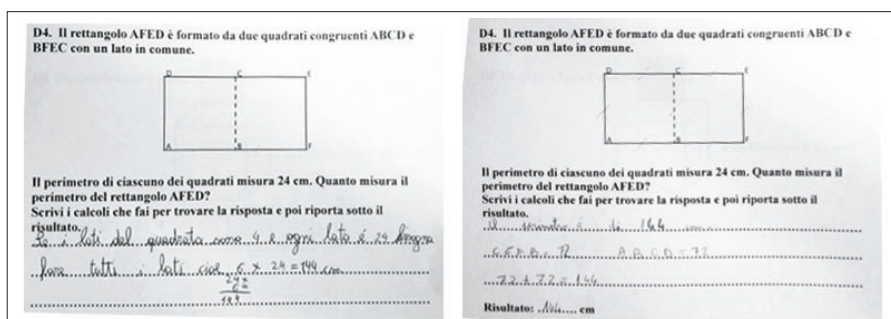 D4. Il rettangolo AFED è formato da due quadrati congruenti ABCD e
BFEC con un lato in comune.
D C E
A B F
Il perimetro di ciascuno dei quadrati misura 24 cm. Quanto misura il
perimetro del rettangolo AFED?
Scrivi i calcoli che fai per trovare la risposta e poi riporta sotto il
risultato.
Se i lati del quadrato sono 4 e ogni lato è 24 bisogna
fare tutti i lati cioè 6 x 24 = 144 cm
D4. Il rettangolo AFED è formato da due quadrati congruenti ABCD e
BFEC con un lato in comune.
D C E
A B F
Il perimetro di ciascuno dei quadrati misura 24 cm. Quanto misura il
perimetro del rettangolo AFED?
Scrivi i calcoli che fai per trovare la risposta e poi riporta sotto il
risultato.
Il perimetro è di 144
72 A B C D = 72
72 + 72 = 144
Risultato: cm